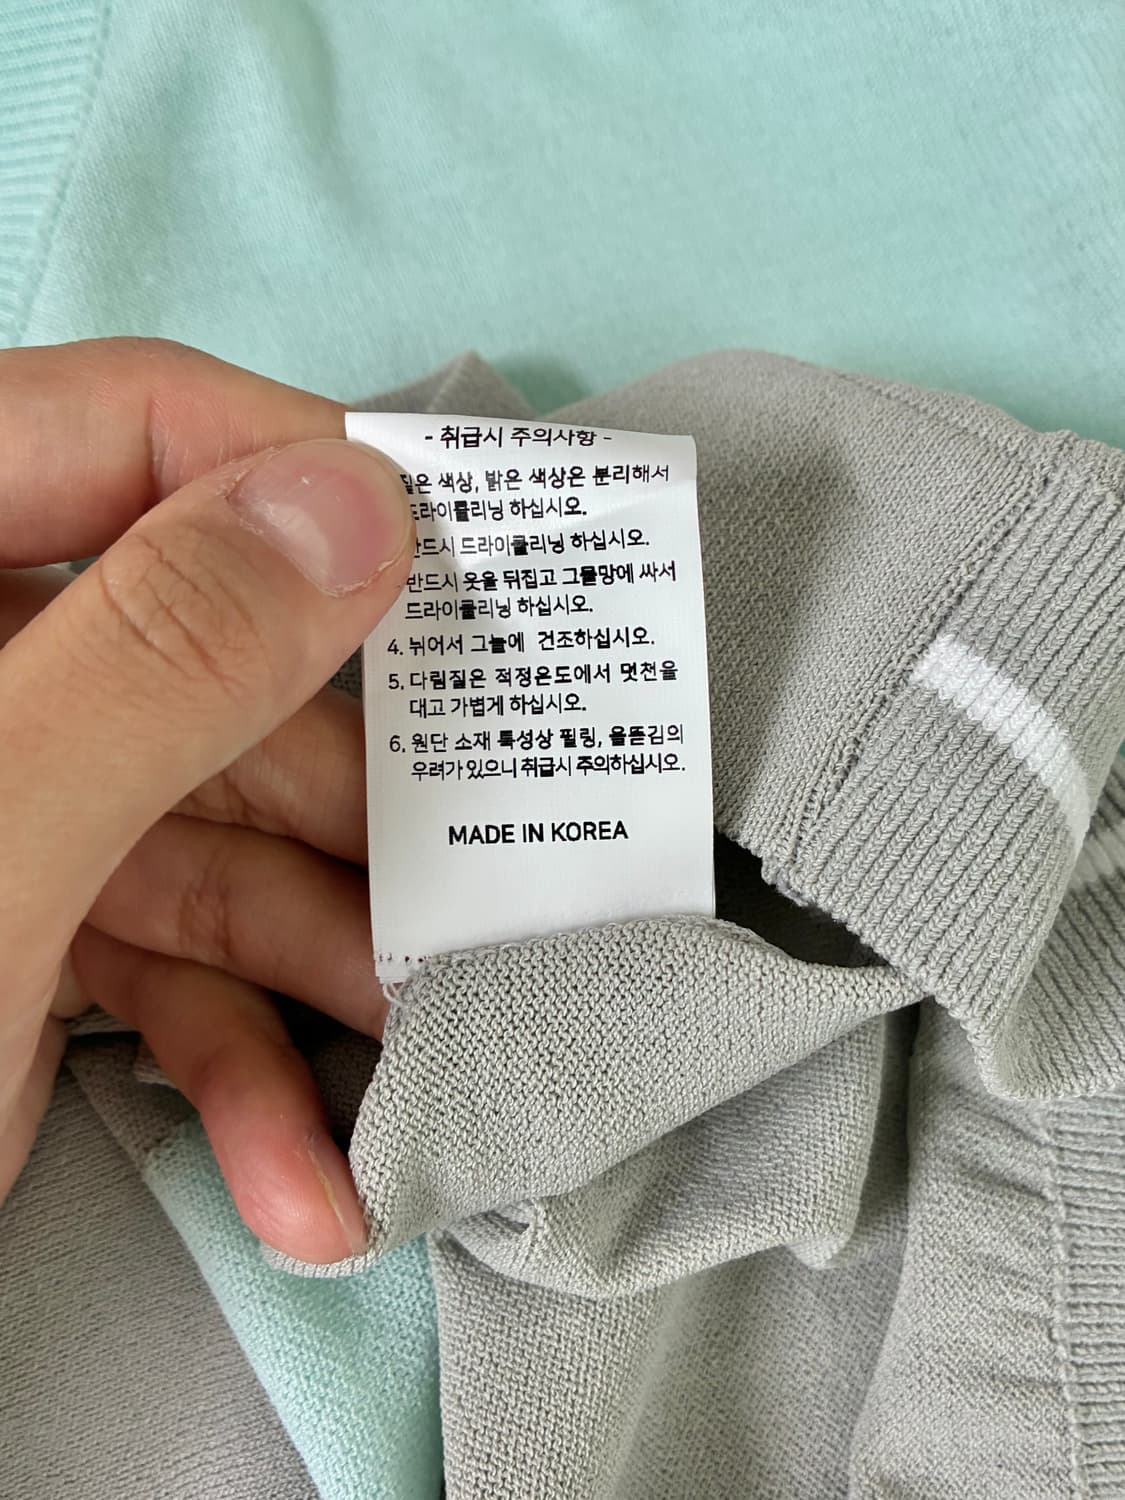 - 취급시 주의사항 -
짙은 색상, 밝은 색상은 분리해서
드라이클리닝 하십시오.
반드시 드라이클리닝 하십시오.
반드시 옷을 뒤집고 그물망에 싸서
드라이클리닝 하십시오.
4. 뉘어서 그늘에 건조하십시오.
5. 다림질은 적정온도에서 덧천을
대고 가볍게 하십시오.
6. 원단 소재 특성상 필링, 올뜯김의
우려가 있으니 취급시 주의하십시오.
MADE IN KOREA